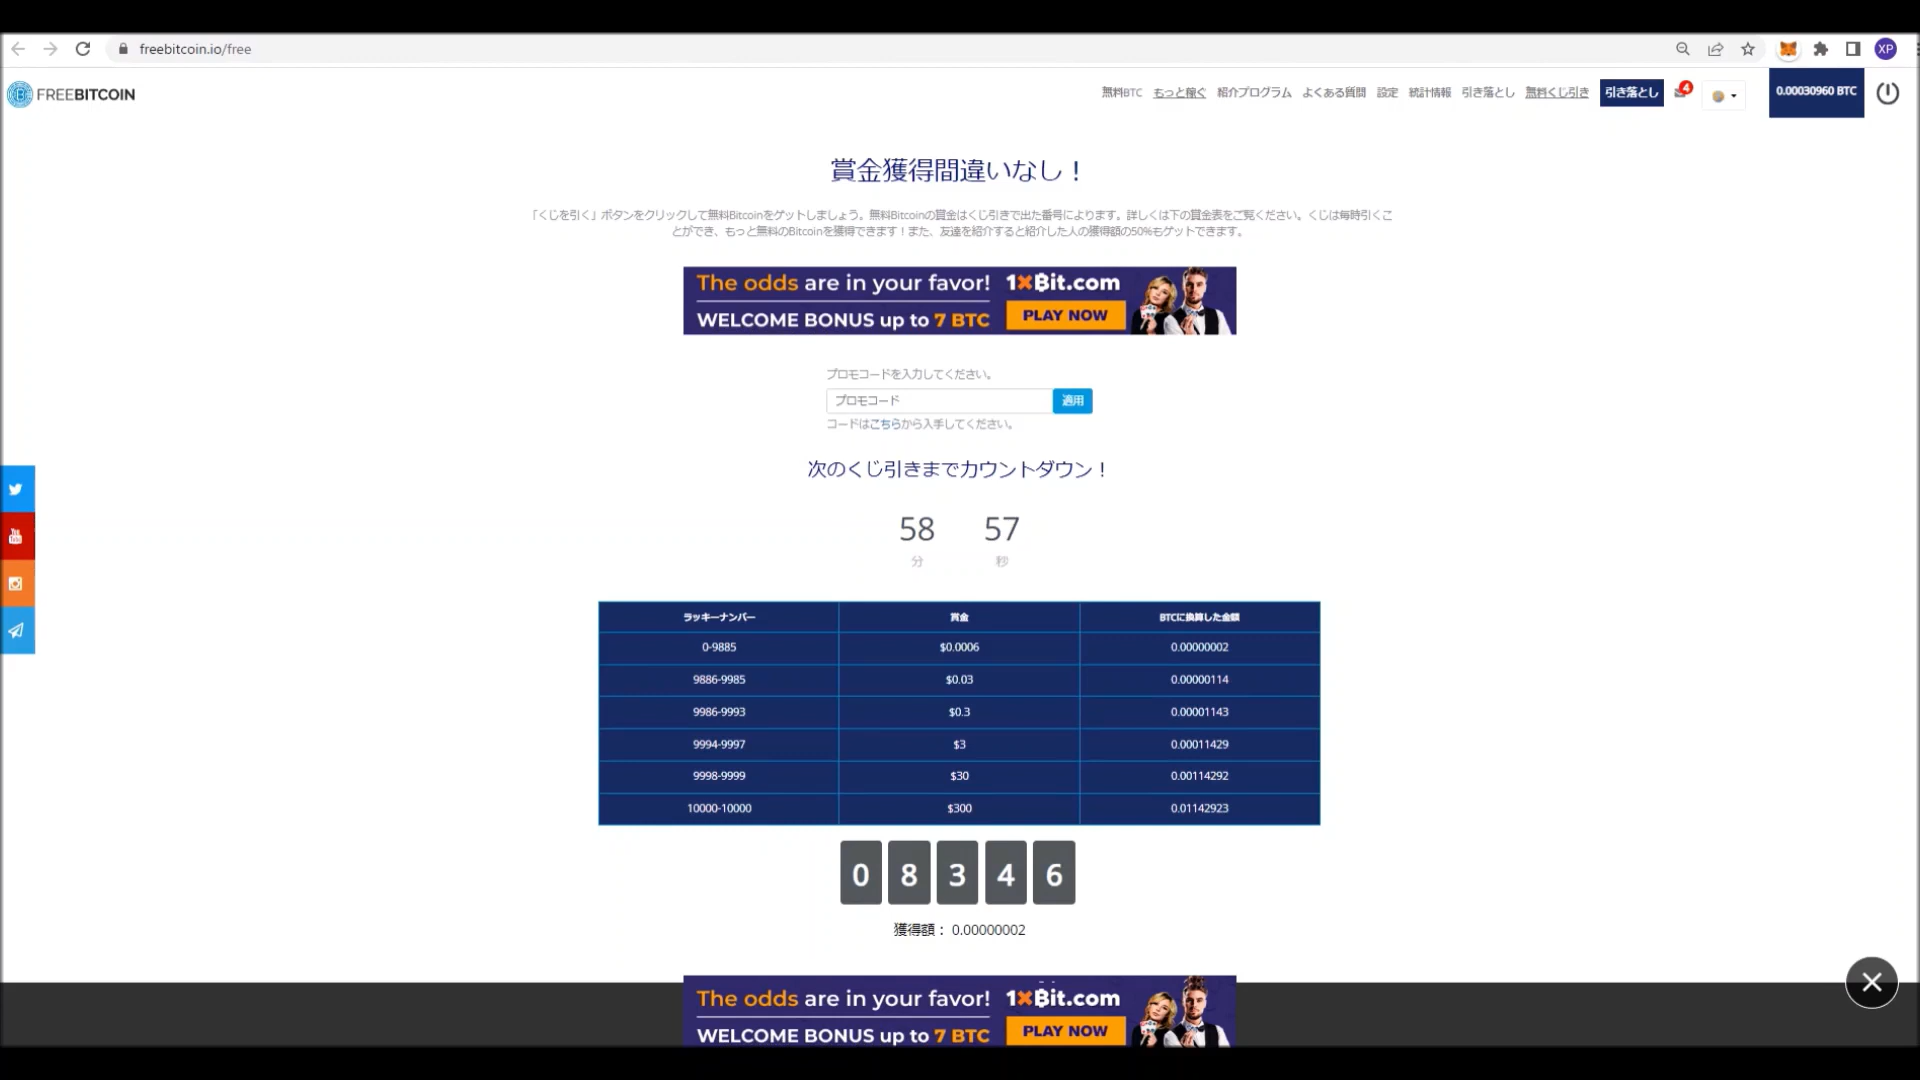 freebitcoin.io/free
XP
FREEBITCOIN
無料BTC もっと稼ぐ 紹介プログラム よくある質問 設定 統計情報 引き落とし 無料くじ引き 引き落とし 4 0.00030960 BTC
賞金獲得間違いなし！
「くじを引く」ボタンをクリックして無料Bitcoinをゲットしましょう。無料Bitcoinの賞金はくじ引きで出た番号によります。詳しくは下の賞金表をご覧ください。くじは毎時引くこ
とができ、もっと無料のBitcoinを獲得できます！また、友達を紹介すると紹介した人の獲得額の50%もゲットできます。
The odds are in your favor! 1×Bit.com
WELCOME BONUS up to 7 BTC PLAY NOW
プロモコードを入力してください。
プロモコード 適用
コードはこちらから入手してください。
次のくじ引きまでカウントダウン！
58 57
分 秒
ラッキーナンバー 賞金 BTCに換算した金額
0-9885 $0.0006 0.00000002
9886-9985 $0.03 0.00000114
9986-9993 $0.3 0.00001143
9994-9997 $3 0.00011429
9998-9999 $30 0.00114292
10000-10000 $300 0.01142923
0 8 3 4 6
獲得額： 0.00000002
The odds are in your favor! 1×Bit.com
WELCOME BONUS up to 7 BTC PLAY NOW